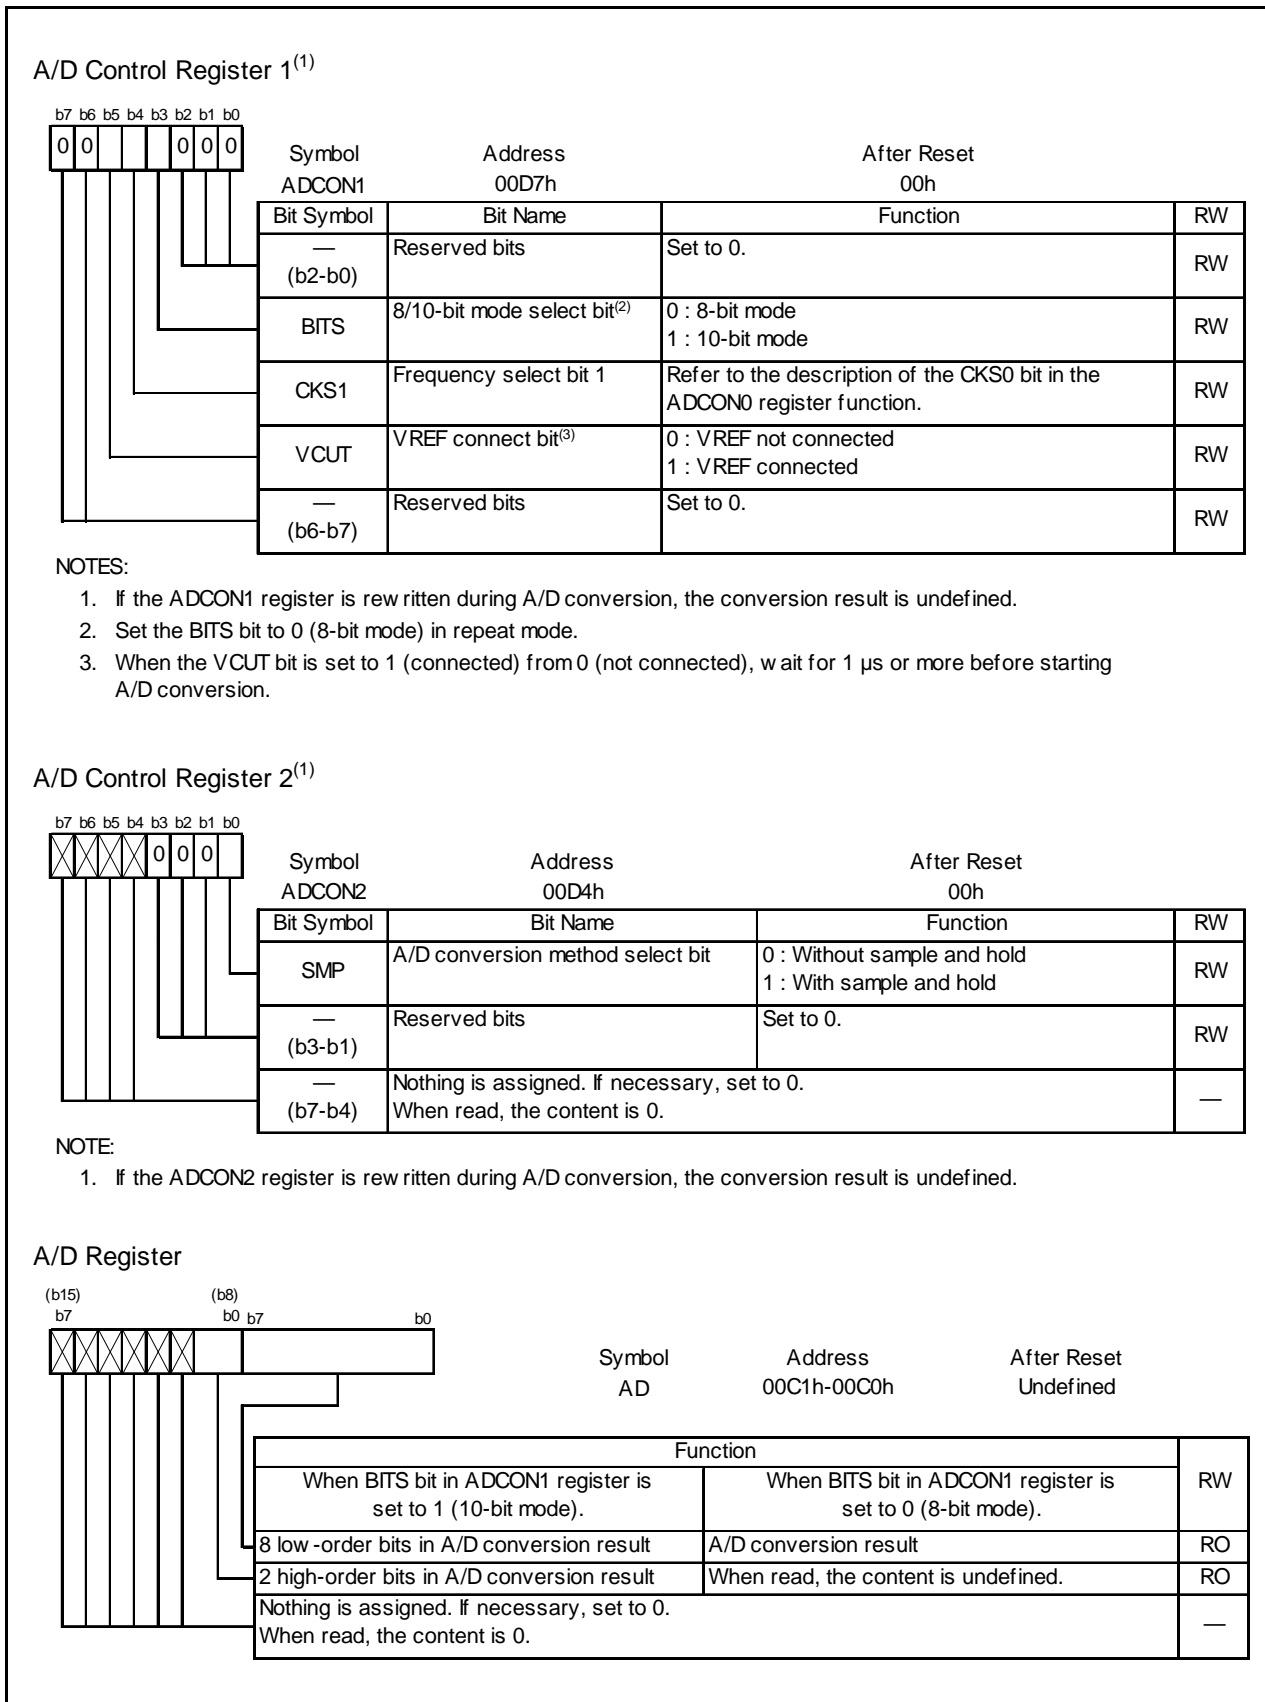 A/D Control Register 1(1)
b7 b6 b5 b4 b3 b2 b1 b0
0 0 0 0 0
Symbol Address After Reset
ADCON1 00D7h 00h
Bit Symbol Bit Name Function RW
— Reserved bits Set to 0. RW
(b2-b0)
BITS 8/10-bit mode select bit(2) 0 : 8-bit mode RW
1 : 10-bit mode
CKS1 Frequency select bit 1 Refer to the description of the CKS0 bit in the RW
ADCON0 register function.
VCUT VREF connect bit(3) 0 : VREF not connected RW
1 : VREF connected
— Reserved bits Set to 0. RW
(b6-b7)
NOTES:
1. If the ADCON1 register is rewritten during A/D conversion, the conversion result is undefined.
2. Set the BITS bit to 0 (8-bit mode) in repeat mode.
3. When the VCUT bit is set to 1 (connected) from 0 (not connected), wait for 1 µs or more before starting
A/D conversion.
A/D Control Register 2(1)
b7 b6 b5 b4 b3 b2 b1 b0
0 0 0
Symbol Address After Reset
ADCON2 00D4h 00h
Bit Symbol Bit Name Function RW
SMP A/D conversion method select bit 0 : Without sample and hold RW
1 : With sample and hold
— Reserved bits Set to 0. RW
(b3-b1)
— Nothing is assigned. If necessary, set to 0. —
(b7-b4) When read, the content is 0.
NOTE:
1. If the ADCON2 register is rewritten during A/D conversion, the conversion result is undefined.
A/D Register
(b15) (b8)
b7 b0 b7 b0
Symbol Address After Reset
AD 00C1h-00C0h Undefined
Function RW
When BITS bit in ADCON1 register is When BITS bit in ADCON1 register is
set to 1 (10-bit mode). set to 0 (8-bit mode).
8 low-order bits in A/D conversion result A/D conversion result RO
2 high-order bits in A/D conversion result When read, the content is undefined. RO
Nothing is assigned. If necessary, set to 0. —
When read, the content is 0.